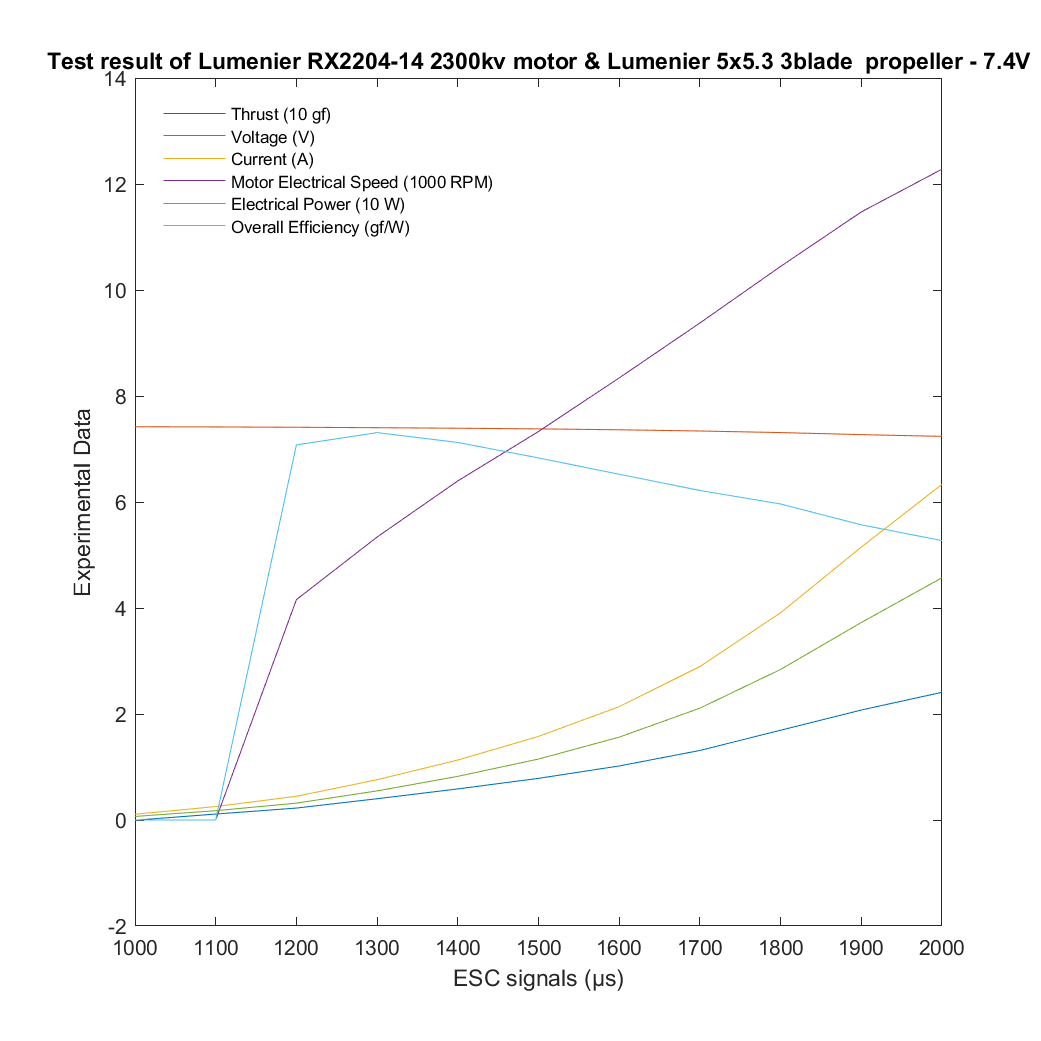 Test result of Lumenier RX2204-14 2300kv motor & Lumenier 5x5.3 3blade  propeller - 7.4V
14
12
10
8
6
4
2
0
-2
Experimental Data
Thrust (10 gf)
Voltage (V)
Current (A)
Motor Electrical Speed (1000 RPM)
Electrical Power (10 W)
Overall Efficiency (gf/W)
1000 1100 1200 1300 1400 1500 1600 1700 1800 1900 2000
ESC signals (µs)